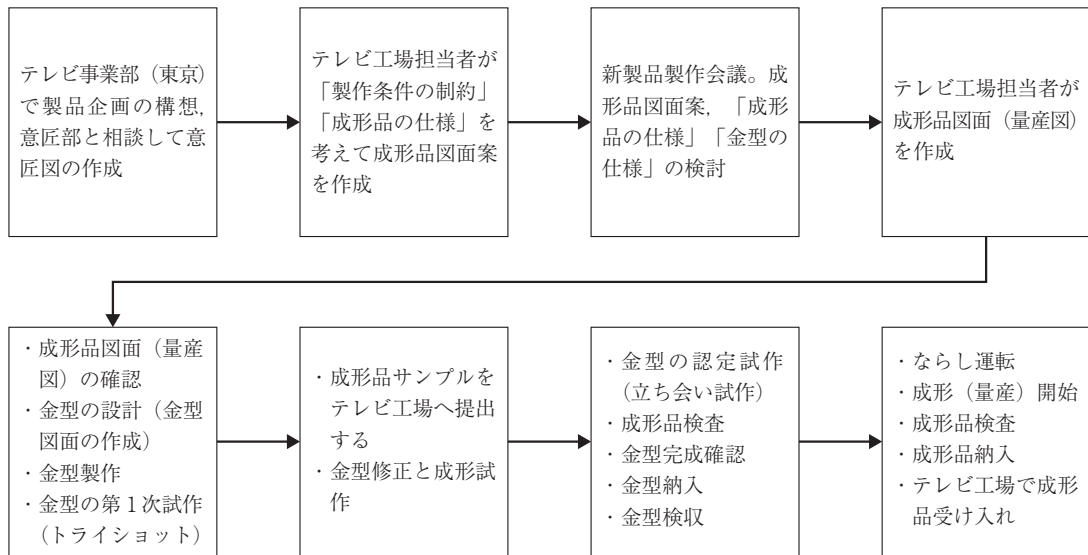 テレビ事業部（東京）
で製品企画の構想，
意匠部と相談して意
匠図の作成
テレビ工場担当者が
「製作条件の制約」
「成形品の仕様」を
考えて成形品図面案
を作成
新製品製作会議。成
形品図面案，「成形
品の仕様」「金型の
仕様」の検討
テレビ工場担当者が
成形品図面（量産図）
を作成
・成形品図面（量産
図）の確認
・金型の設計（金型
図面の作成）
・金型製作
・金型の第1次試作
（トライショット）
・成形品サンプルを
テレビ工場へ提出
する
・金型修正と成形試
作
・金型の認定試作
（立ち会い試作）
・成形品検査
・金型完成確認
・金型納入
・金型検収
・ならし運転
・成形（量産）開始
・成形品検査
・成形品納入
・テレビ工場で成形
品受け入れ